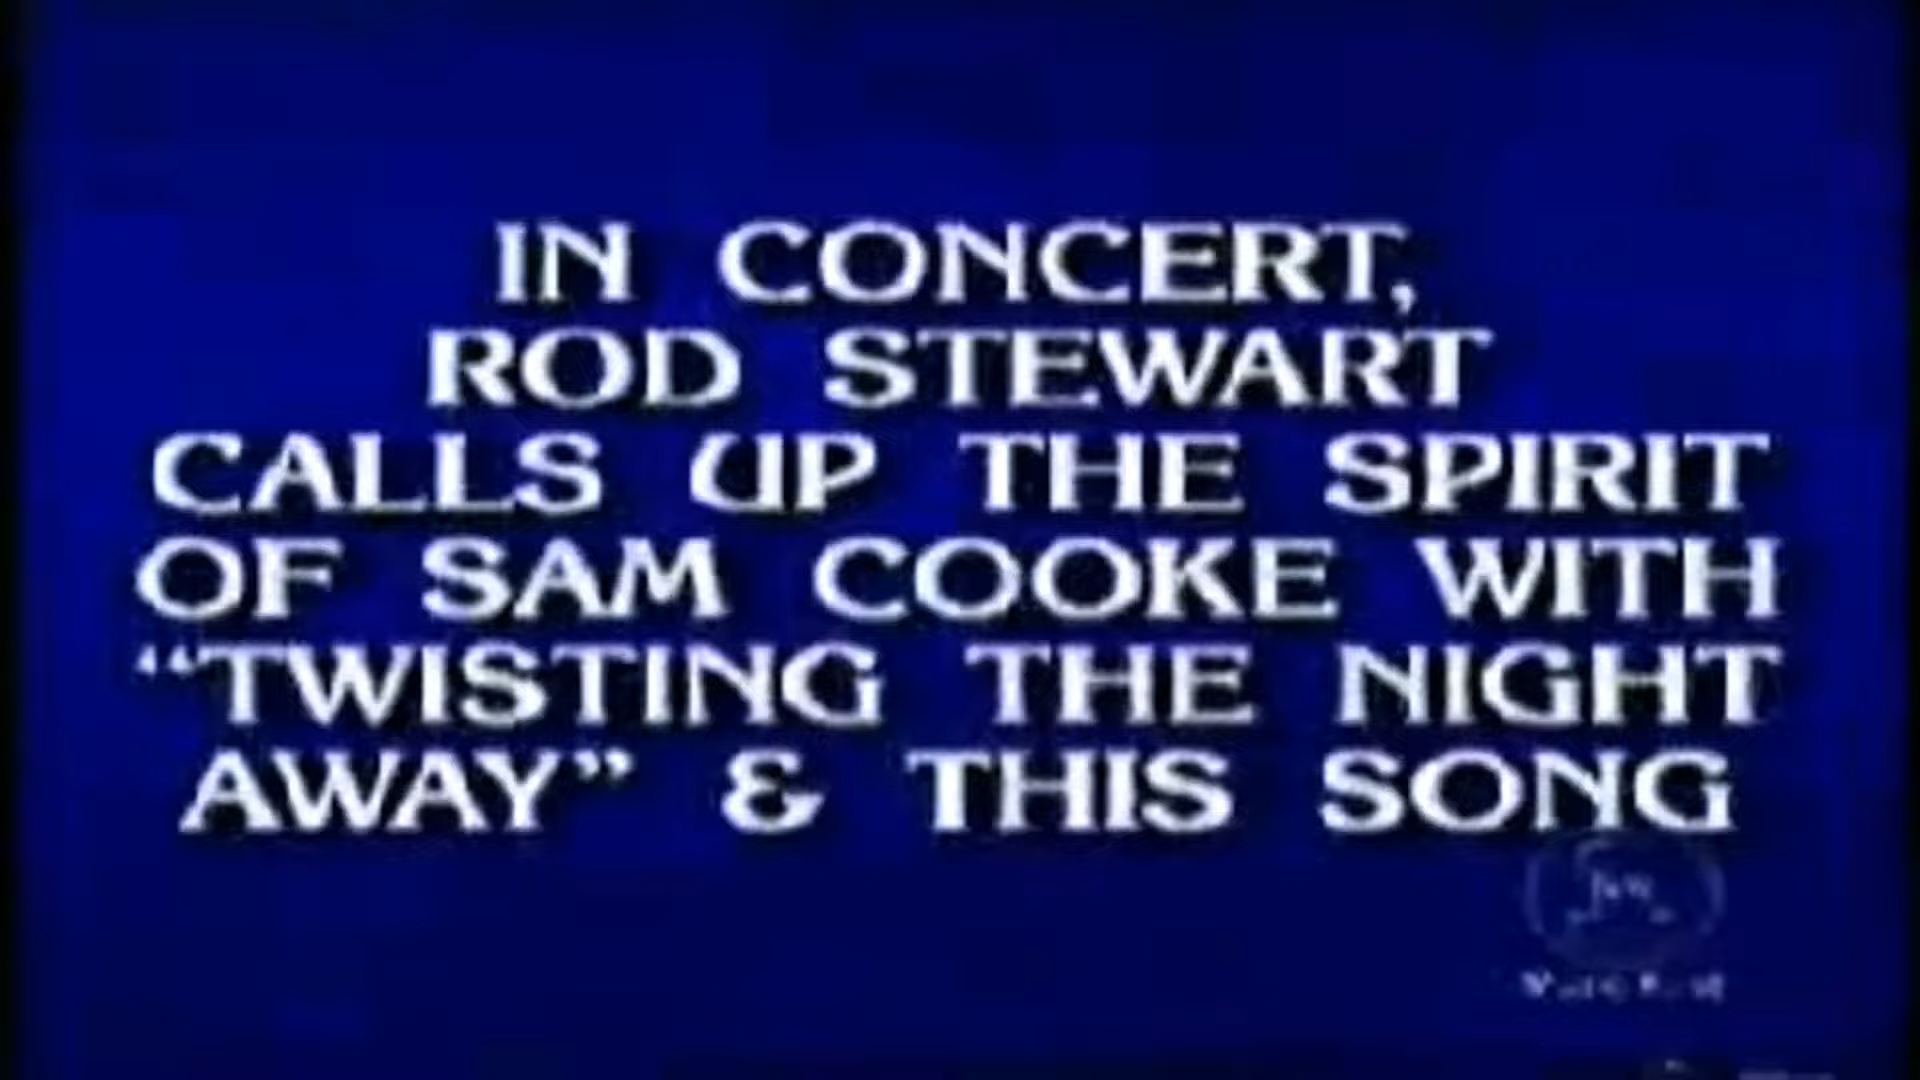 IN CONCERT,
ROD STEWART
CALLS UP THE SPIRIT
OF SAM COOKE WITH
“TWISTING THE NIGHT
AWAY” & THIS SONG